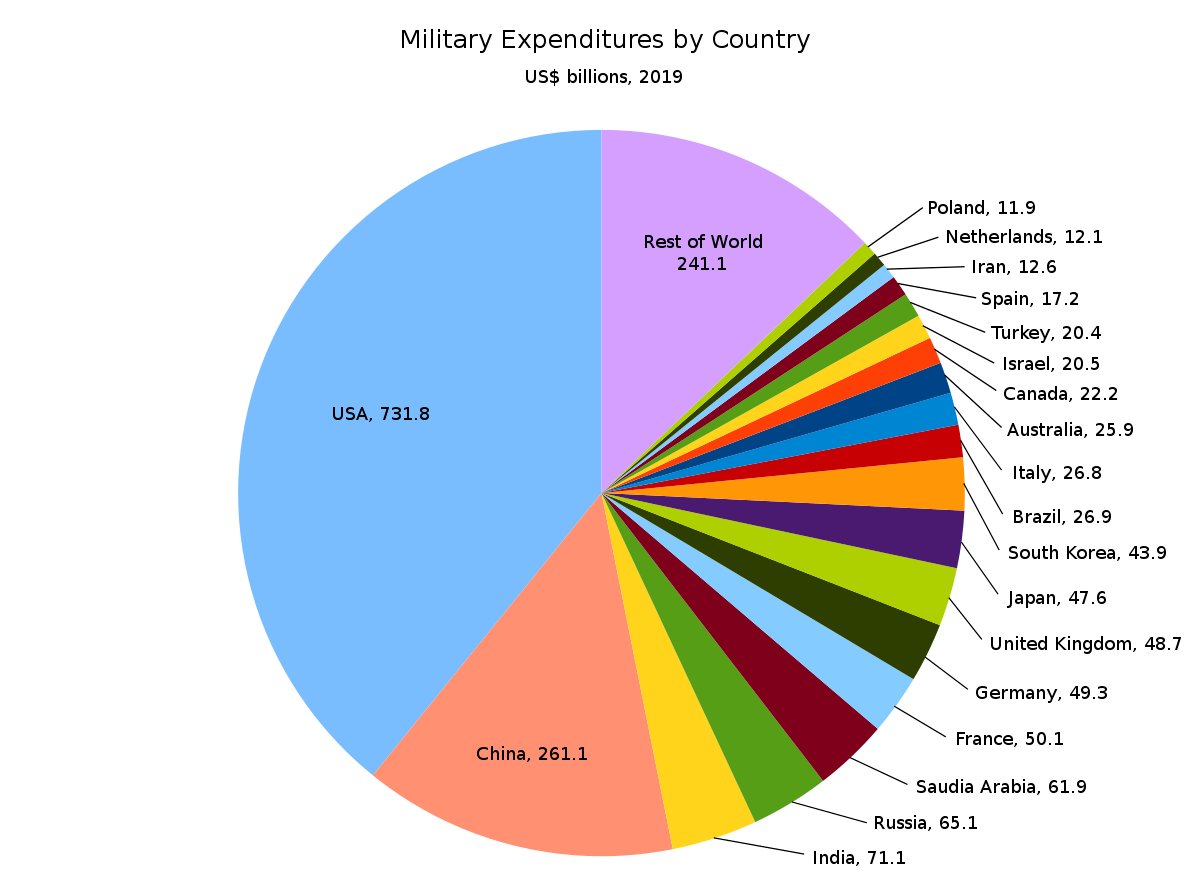 Military Expenditures by Country
US$ billions, 2019
Rest of World
241.1
Poland, 11.9
Netherlands, 12.1
Iran, 12.6
Spain, 17.2
Turkey, 20.4
Israel, 20.5
Canada, 22.2
Australia, 25.9
Italy, 26.8
Brazil, 26.9
South Korea, 43.9
Japan, 47.6
United Kingdom, 48.7
Germany, 49.3
France, 50.1
Saudia Arabia, 61.9
Russia, 65.1
India, 71.1
China, 261.1
USA, 731.8